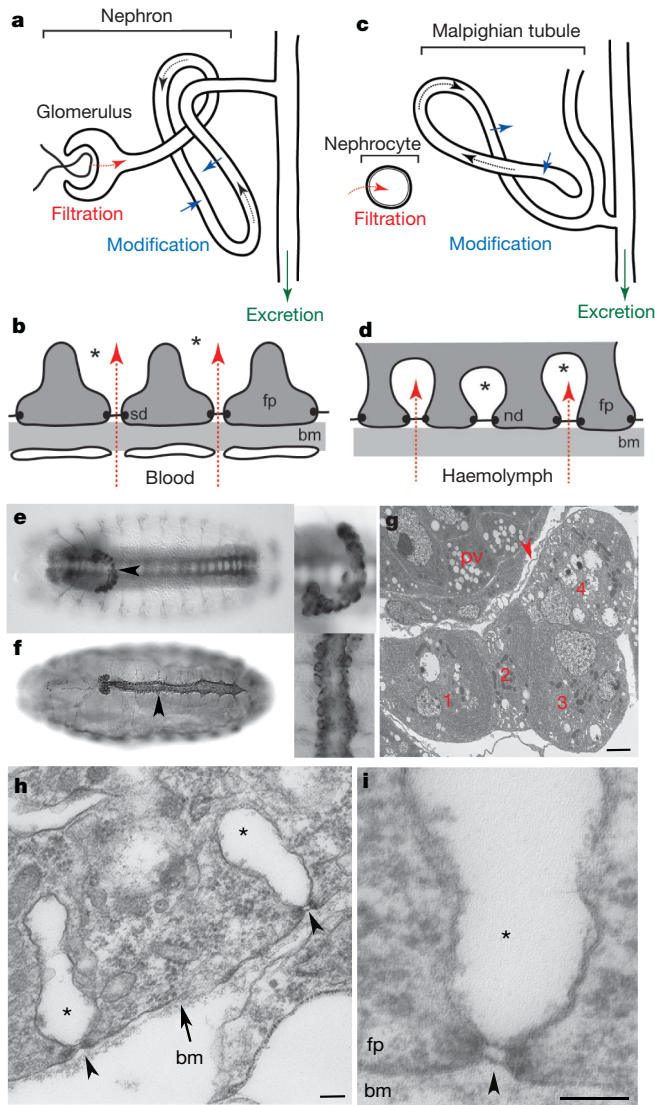 a
Nephron
Glomerulus
Filtration
Modification
Excretion
c
Malpighian tubule
Nephrocyte
Filtration
Modification
Excretion
b
*
*
sd
fp
bm
Blood
d
*
*
nd
fp
bm
Haemolymph
e
f
g
pv
4
2
1
3
h
*
*
bm
i
*
fp
bm